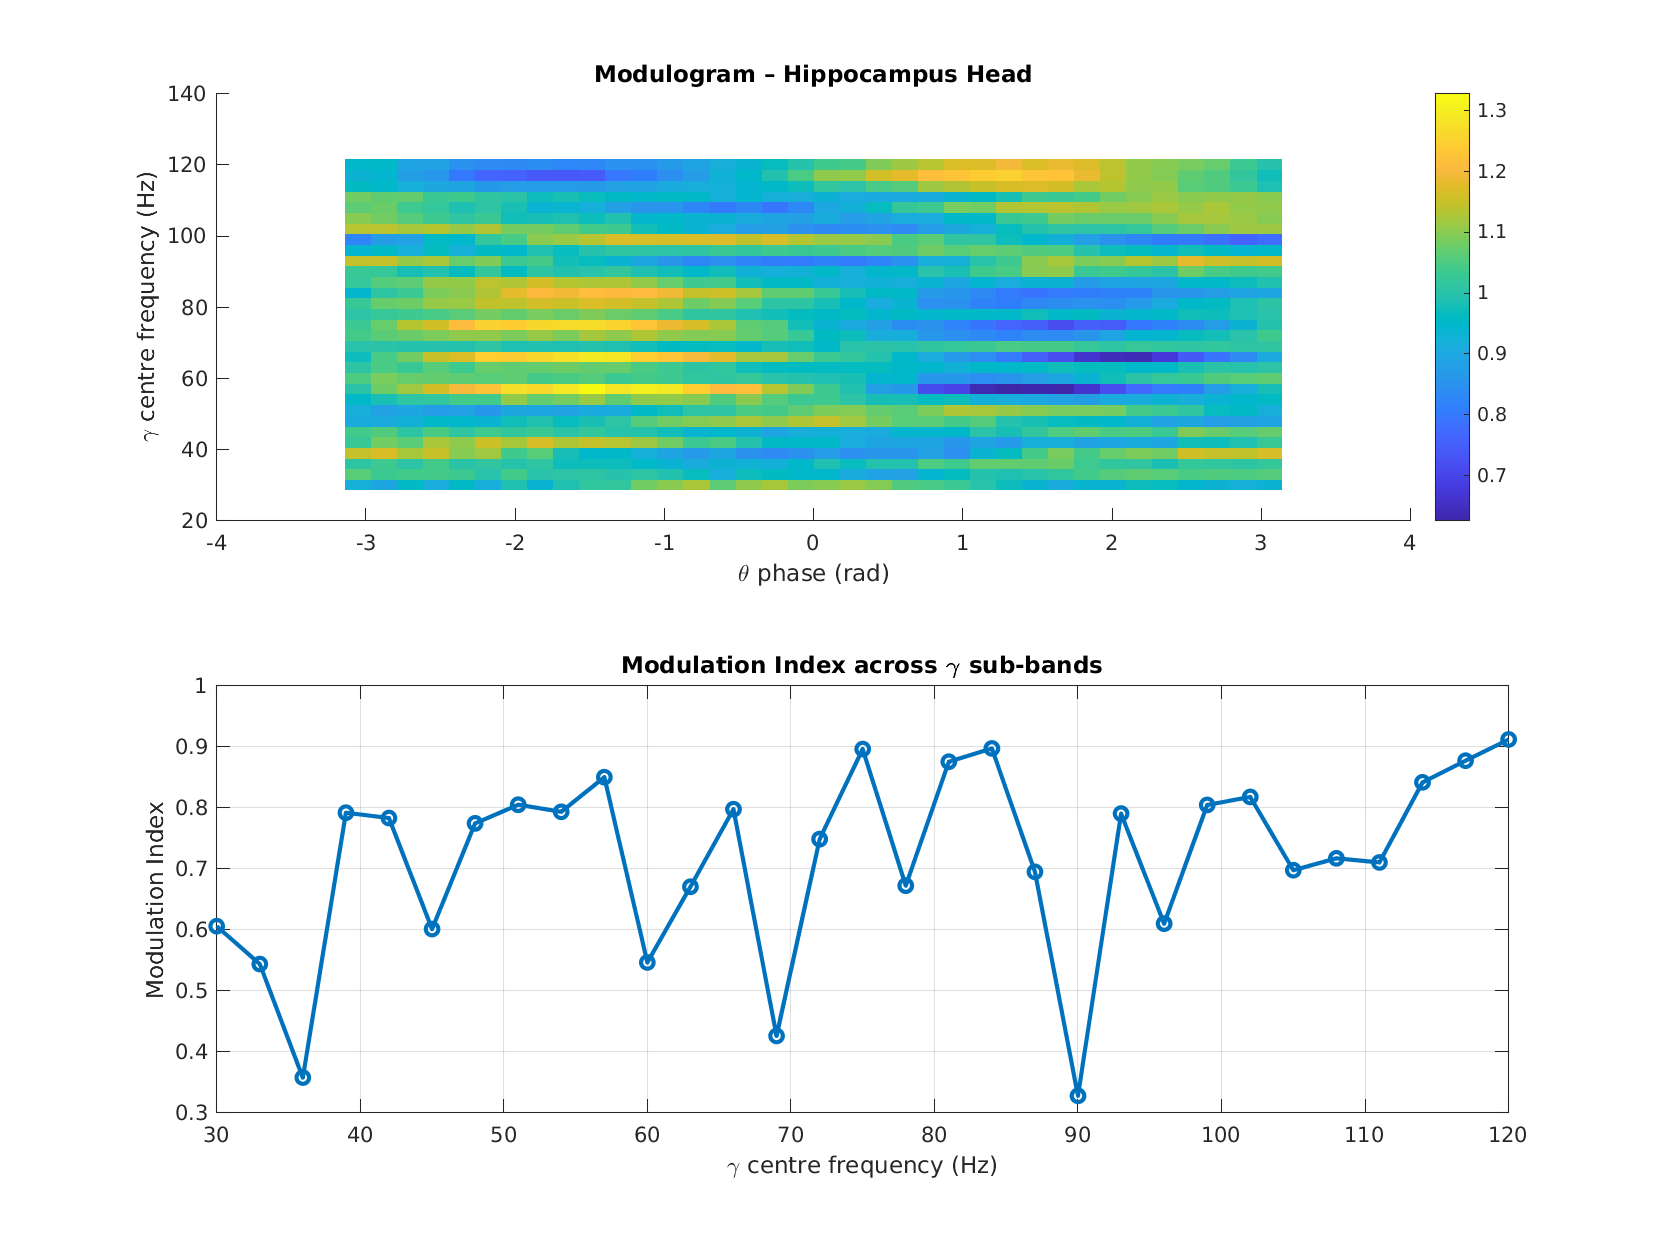 Modulogram – Hippocampus Head
140
120
100
80
60
40
20
γ centre frequency (Hz)
-4 -3 -2 -1 0 1 2 3 4
θ phase (rad)
1.3
1.2
1.1
1
0.9
0.8
0.7
Modulation Index across γ sub-bands
1
0.9
0.8
0.7
0.6
0.5
0.4
0.3
Modulation Index
30 40 50 60 70 80 90 100 110 120
γ centre frequency (Hz)